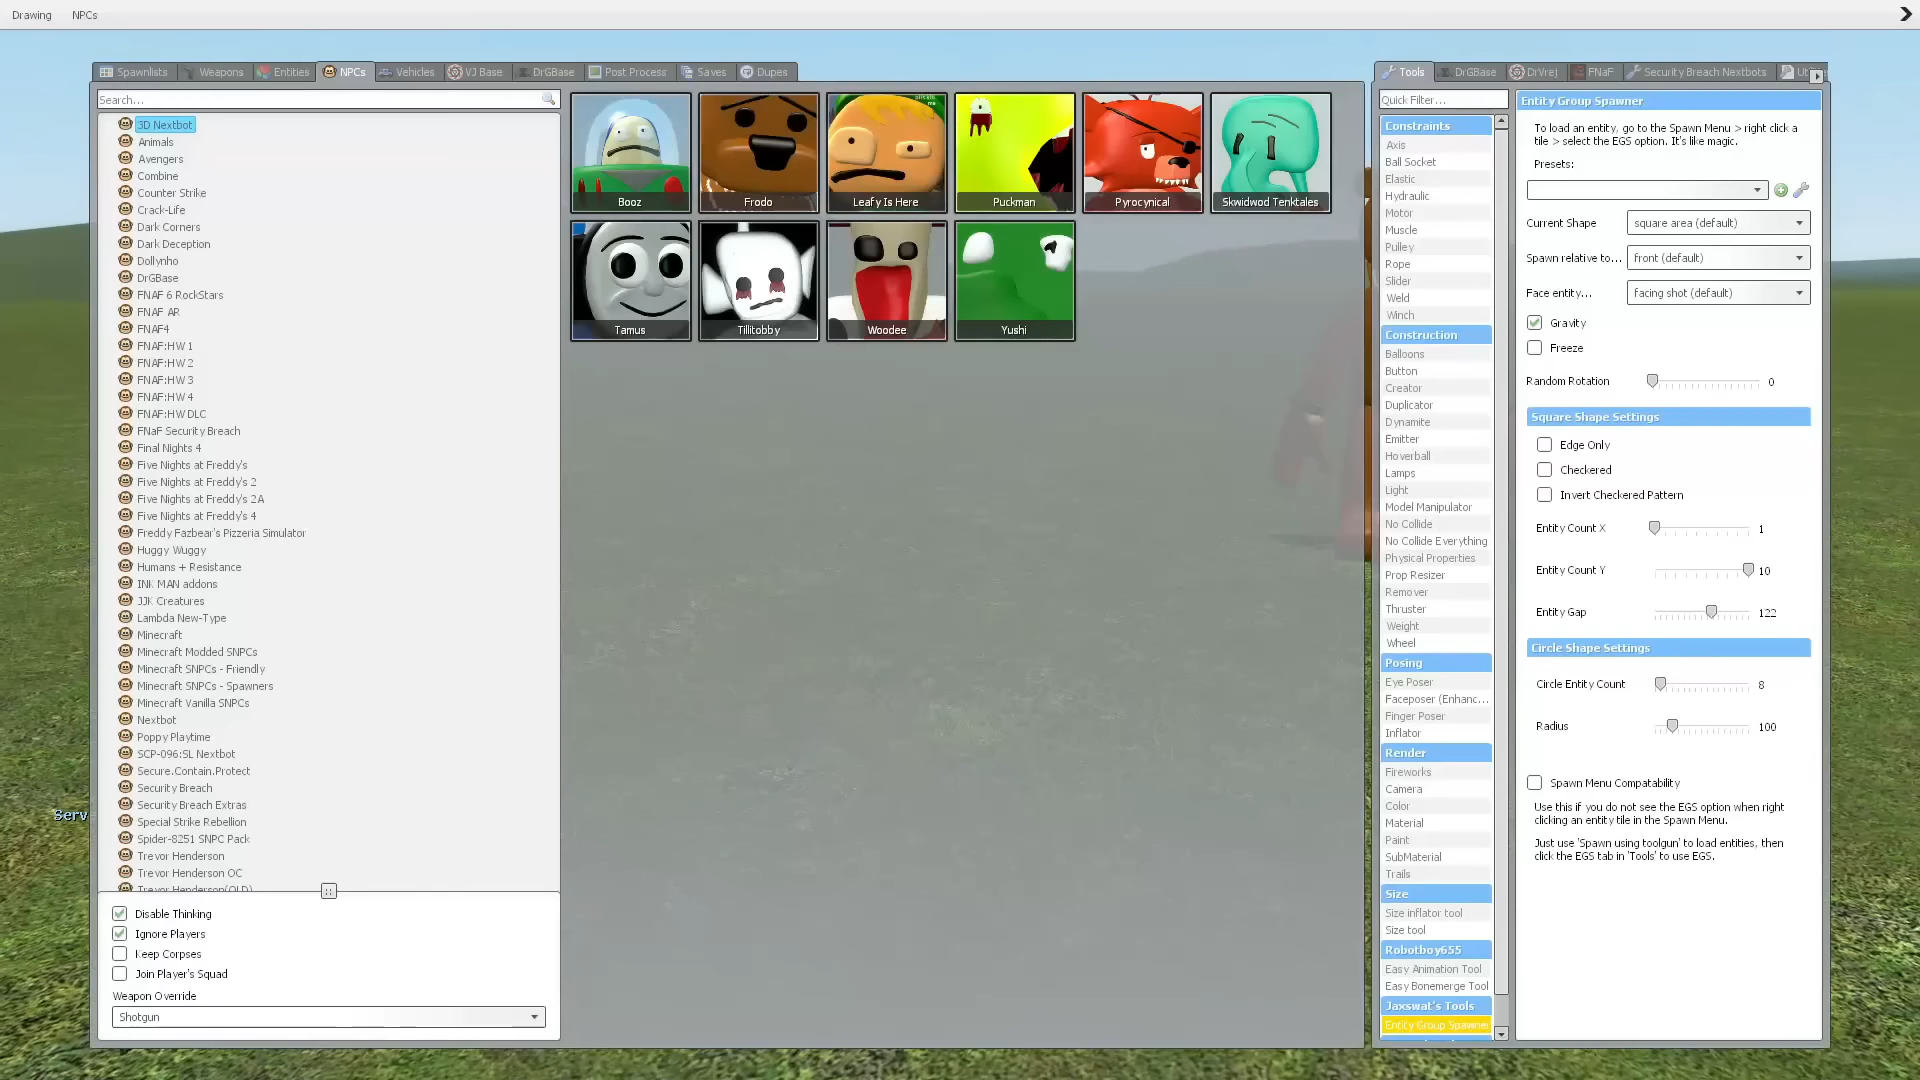 Drawing NPCs
Spawnlists Weapons Entities NPCs Vehicles VJ Base DrGBase Post Process Saves Dupes
Tools DrGBase DrVrej FNaF Security Breach Nextbots
Search...
3D Nextbot
Animals
Avengers
Combine
Counter Strike
Crack-Life
Dark Corners
Dark Deception
Dollynho
DrGBase
FNAF 6 RockStars
FNAF AR
FNAF4
FNAF:HW 1
FNAF:HW 2
FNAF:HW 3
FNAF:HW 4
FNAF:HW DLC
FNaF Security Breach
Final Nights 4
Five Nights at Freddy's
Five Nights at Freddy's 2
Five Nights at Freddy's 2A
Five Nights at Freddy's 4
Freddy Fazbear's Pizzeria Simulator
Huggy Wuggy
Humans + Resistance
INK MAN addons
JJK Creatures
Lambda New-Type
Minecraft
Minecraft Modded SNPCs
Minecraft SNPCs - Friendly
Minecraft SNPCs - Spawners
Minecraft Vanilla SNPCs
Nextbot
Poppy Playtime
SCP-096:SL Nextbot
Secure.Contain.Protect
Security Breach
Security Breach Extras
Special Strike Rebellion
Spider-8251 SNPC Pack
Trevor Henderson
Trevor Henderson OC
Trevor Henderson(OLD)
Disable Thinking
Ignore Players
Keep Corpses
Join Player's Squad
Weapon Override
Shotgun
Serv
Booz Frodo Leafy Is Here Puckman Pyrocynical Skwidwod Tenktales
Tamus Tillitobby Woodee Yushi
Quick Filter...
Constraints
Axis
Ball Socket
Elastic
Hydraulic
Motor
Muscle
Pulley
Rope
Slider
Weld
Winch
Construction
Balloons
Button
Creator
Duplicator
Dynamite
Emitter
Hoverball
Lamps
Light
Model Manipulator
No Collide
No Collide Everything
Physical Properties
Prop Resizer
Remover
Thruster
Weight
Wheel
Posing
Eye Poser
Faceposer (Enhanc...
Finger Poser
Inflator
Render
Fireworks
Camera
Color
Material
Paint
SubMaterial
Trails
Size
Size inflator tool
Size tool
Robotboy655
Easy Animation Tool
Easy Bonemerge Tool
Jaxswat's Tools
Entity Group Spawner
Entity Group Spawner
To load an entity, go to the Spawn Menu > right click a
tile > select the EGS option. It's like magic.
Presets:
Current Shape square area (default)
Spawn relative to... front (default)
Face entity... facing shot (default)
Gravity
Freeze
Random Rotation 0
Square Shape Settings
Edge Only
Checkered
Invert Checkered Pattern
Entity Count X 1
Entity Count Y 10
Entity Gap 122
Circle Shape Settings
Circle Entity Count 8
Radius 100
Spawn Menu Compatability
Use this if you do not see the EGS option when right
clicking an entity tile in the Spawn Menu.
Just use 'Spawn using toolgun' to load entities, then
click the EGS tab in 'Tools' to use EGS.